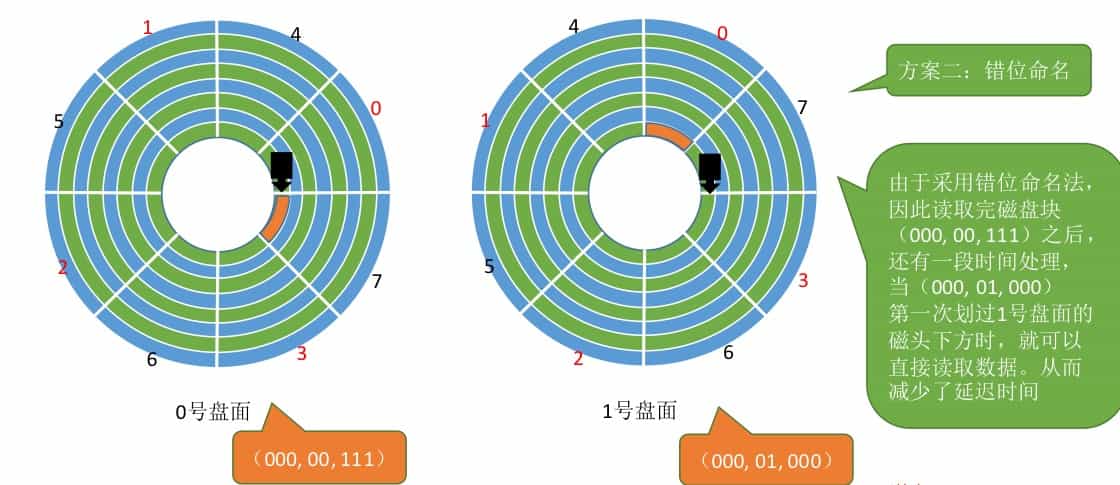 1
4
0
5
2
7
6
3
0号盘面
（000, 00, 111）
4
0
7
1
5
3
2
6
1号盘面
（000, 01, 000）
方案二：错位命名
由于采用错位命名法，
因此读取完磁盘块
（000, 00, 111）之后，
还有一段时间处理，
当（000, 01, 000）
第一次划过1号盘面的
磁头下方时，就可以
直接读取数据。从而
减少了延迟时间